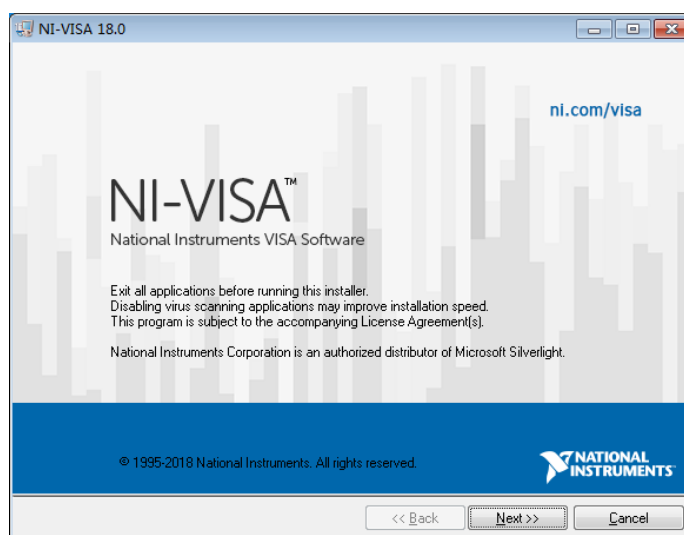 NI-VISA 18.0
ni.com/visa
NI-VISA™
National Instruments VISA Software
Exit all applications before running this installer.
Disabling virus scanning applications may improve installation speed.
This program is subject to the accompanying License Agreement(s).
National Instruments Corporation is an authorized distributor of Microsoft Silverlight.
© 1995-2018 National Instruments. All rights reserved.
NATIONAL
INSTRUMENTS
<< Back
Next >>
Cancel